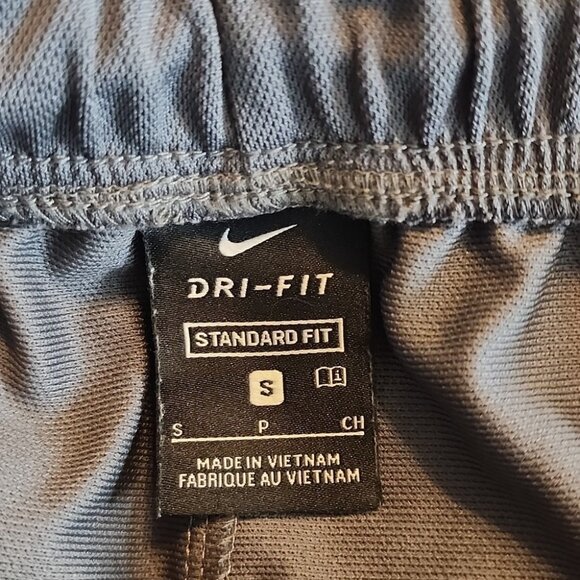 DRI-FIT
STANDARD FIT
S
S P CH
MADE IN VIETNAM
FABRIQUE AU VIETNAM